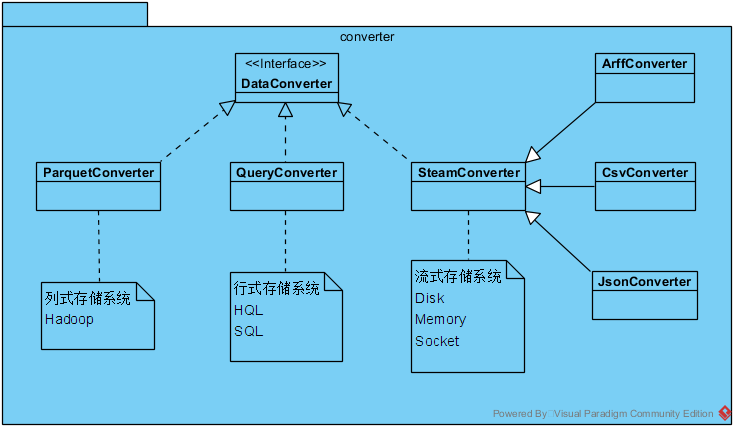 converter
<<Interface>>
DataConverter
ArffConverter
ParquetConverter
QueryConverter
SteamConverter
CsvConverter
JsonConverter
列式存储系统
Hadoop
行式存储系统
HQL
SQL
流式存储系统
Disk
Memory
Socket
Powered By Visual Paradigm Community Edition